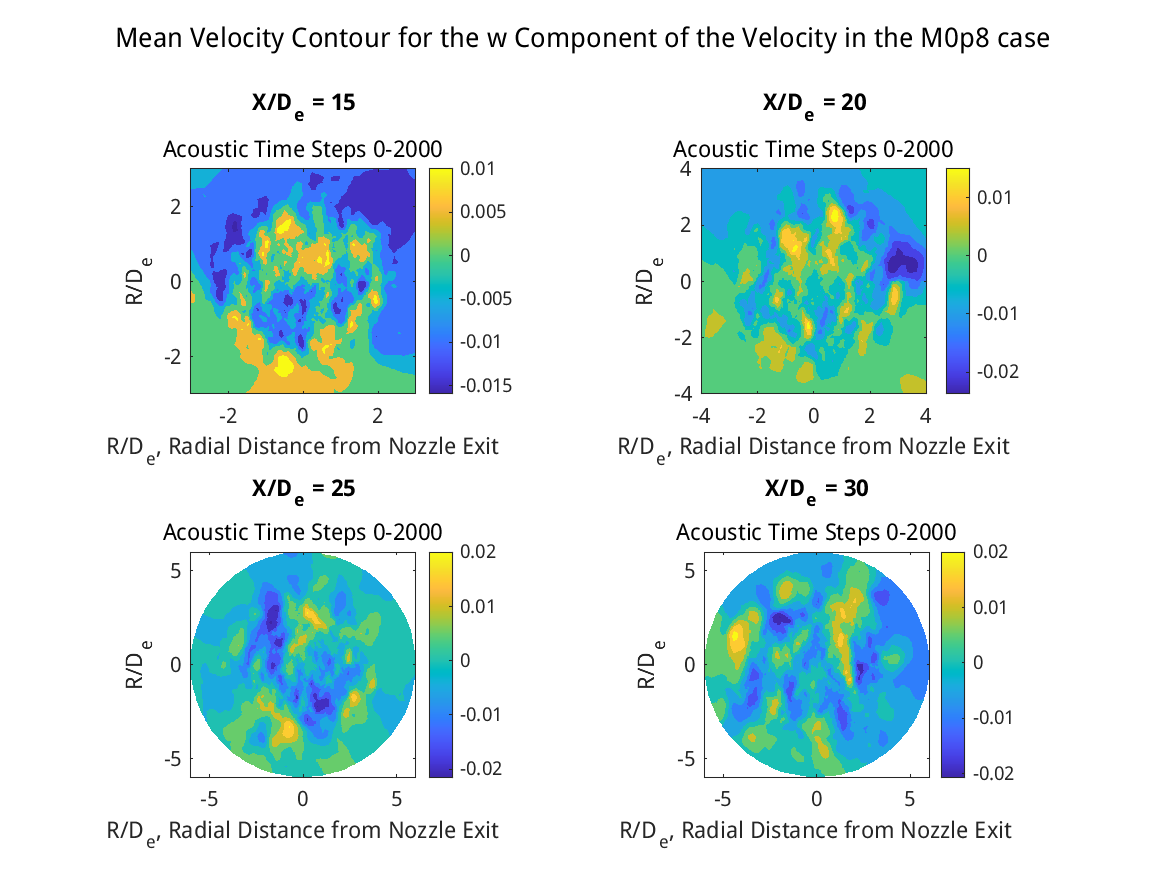 Mean Velocity Contour for the w Component of the Velocity in the M0p8 case
X/De = 15
Acoustic Time Steps 0-2000
2
0
-2
R/De
-2 0 2
R/De, Radial Distance from Nozzle Exit
0.01
0.005
0
-0.005
-0.01
-0.015
X/De = 20
Acoustic Time Steps 0-2000
4
2
0
-2
-4
R/De
-4 -2 0 2 4
R/De, Radial Distance from Nozzle Exit
0.01
0
-0.01
-0.02
X/De = 25
Acoustic Time Steps 0-2000
5
0
-5
R/De
-5 0 5
R/De, Radial Distance from Nozzle Exit
0.02
0.01
0
-0.01
-0.02
X/De = 30
Acoustic Time Steps 0-2000
5
0
-5
R/De
-5 0 5
R/De, Radial Distance from Nozzle Exit
0.02
0.01
0
-0.01
-0.02